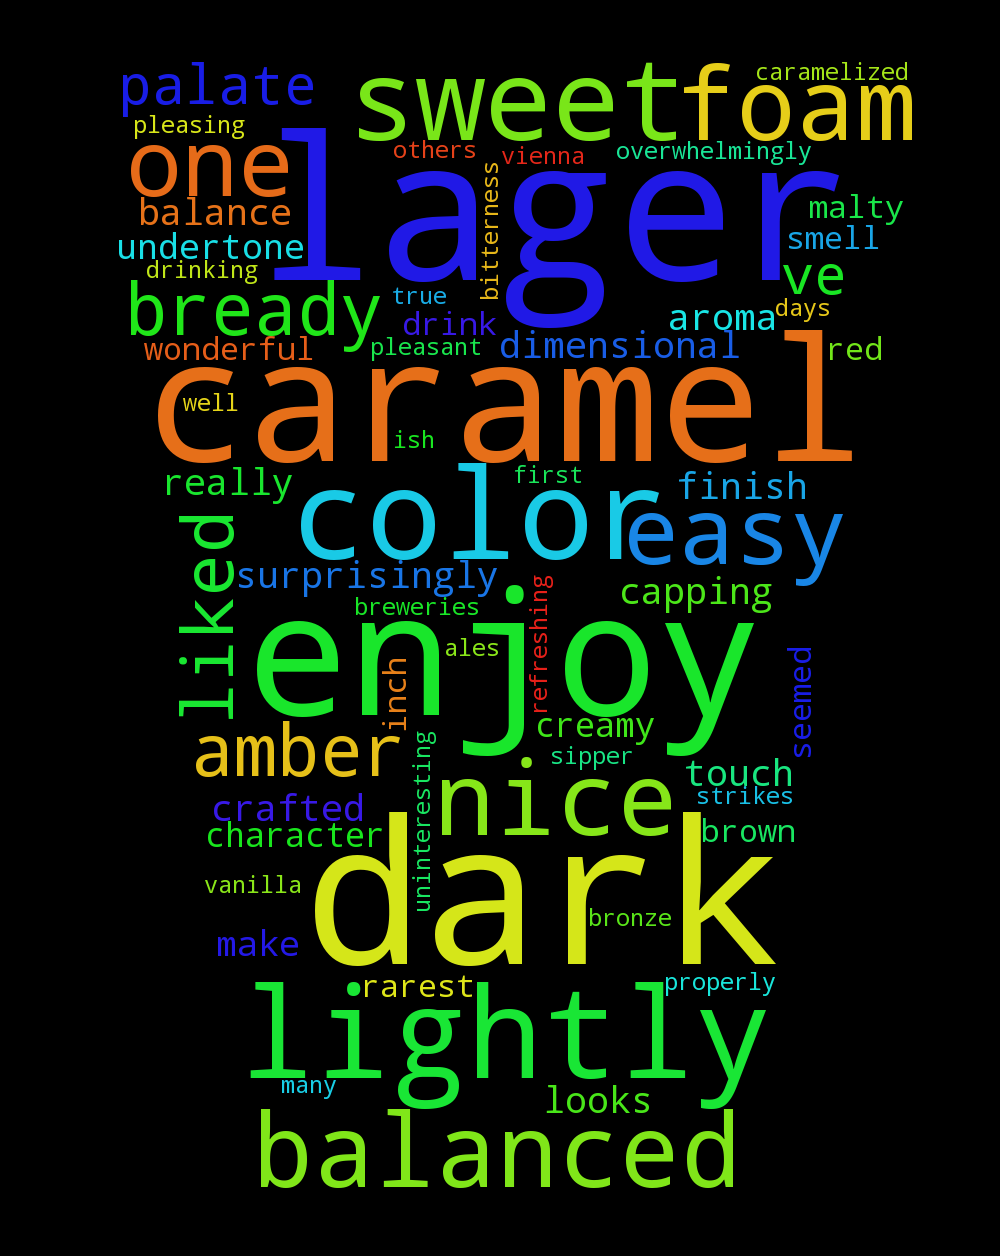 palate
sweet
foam
caramelized
pleasing
one
lager
others
vienna
overwhelmingly
bitterness
balance
malty
undertone
smell
drinking
ve
bready
true
days
drink
aroma
wonderful
pleasant
dimensional
red
caramel
well
ish
really
color
first
finish
easy
liked
surprisingly
capping
breweries
enjoy
refreshing
ales
inch
seemed
creamy
amber
sipper
nice
touch
uninteresting
strikes
crafted
character
brown
dark
vanilla
bronze
make
rarest
properly
lightly
many
looks
balanced